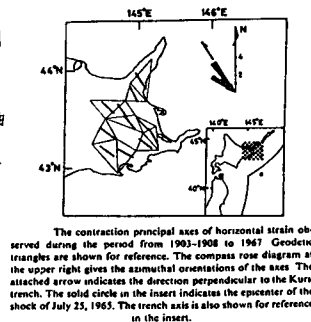 145°E 146°E
N
4
2
44°N
43°N
140°E 145°E
45°N
40°N
The contraction principal axes of horizontal strain ob-
served during the period from 1903-1908 to 1967 Geodetic
triangles are shown for reference. The compass rose diagram at
the upper right gives the azimuthal orientations of the axes The
attached arrow indicates the direction perpendicular to the Kuril
trench. The solid circle in the insert indicates the epicenter of the
shock of July 25, 1965. The trench axis is also shown for reference
in the insert.